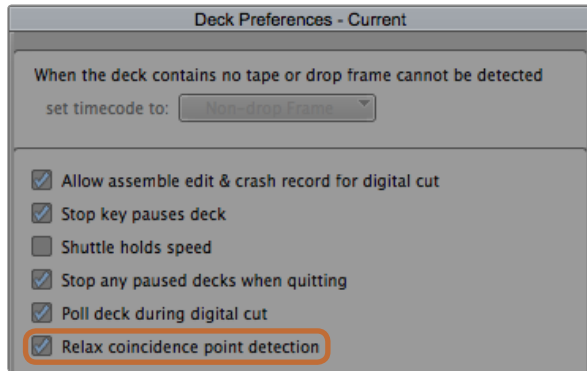 Deck Preferences - Current
When the deck contains no tape or drop frame cannot be detected
set timecode to: Non-drop Frame
Allow assemble edit & crash record for digital cut
Stop key pauses deck
Shuttle holds speed
Stop any paused decks when quitting
Poll deck during digital cut
Relax coincidence point detection